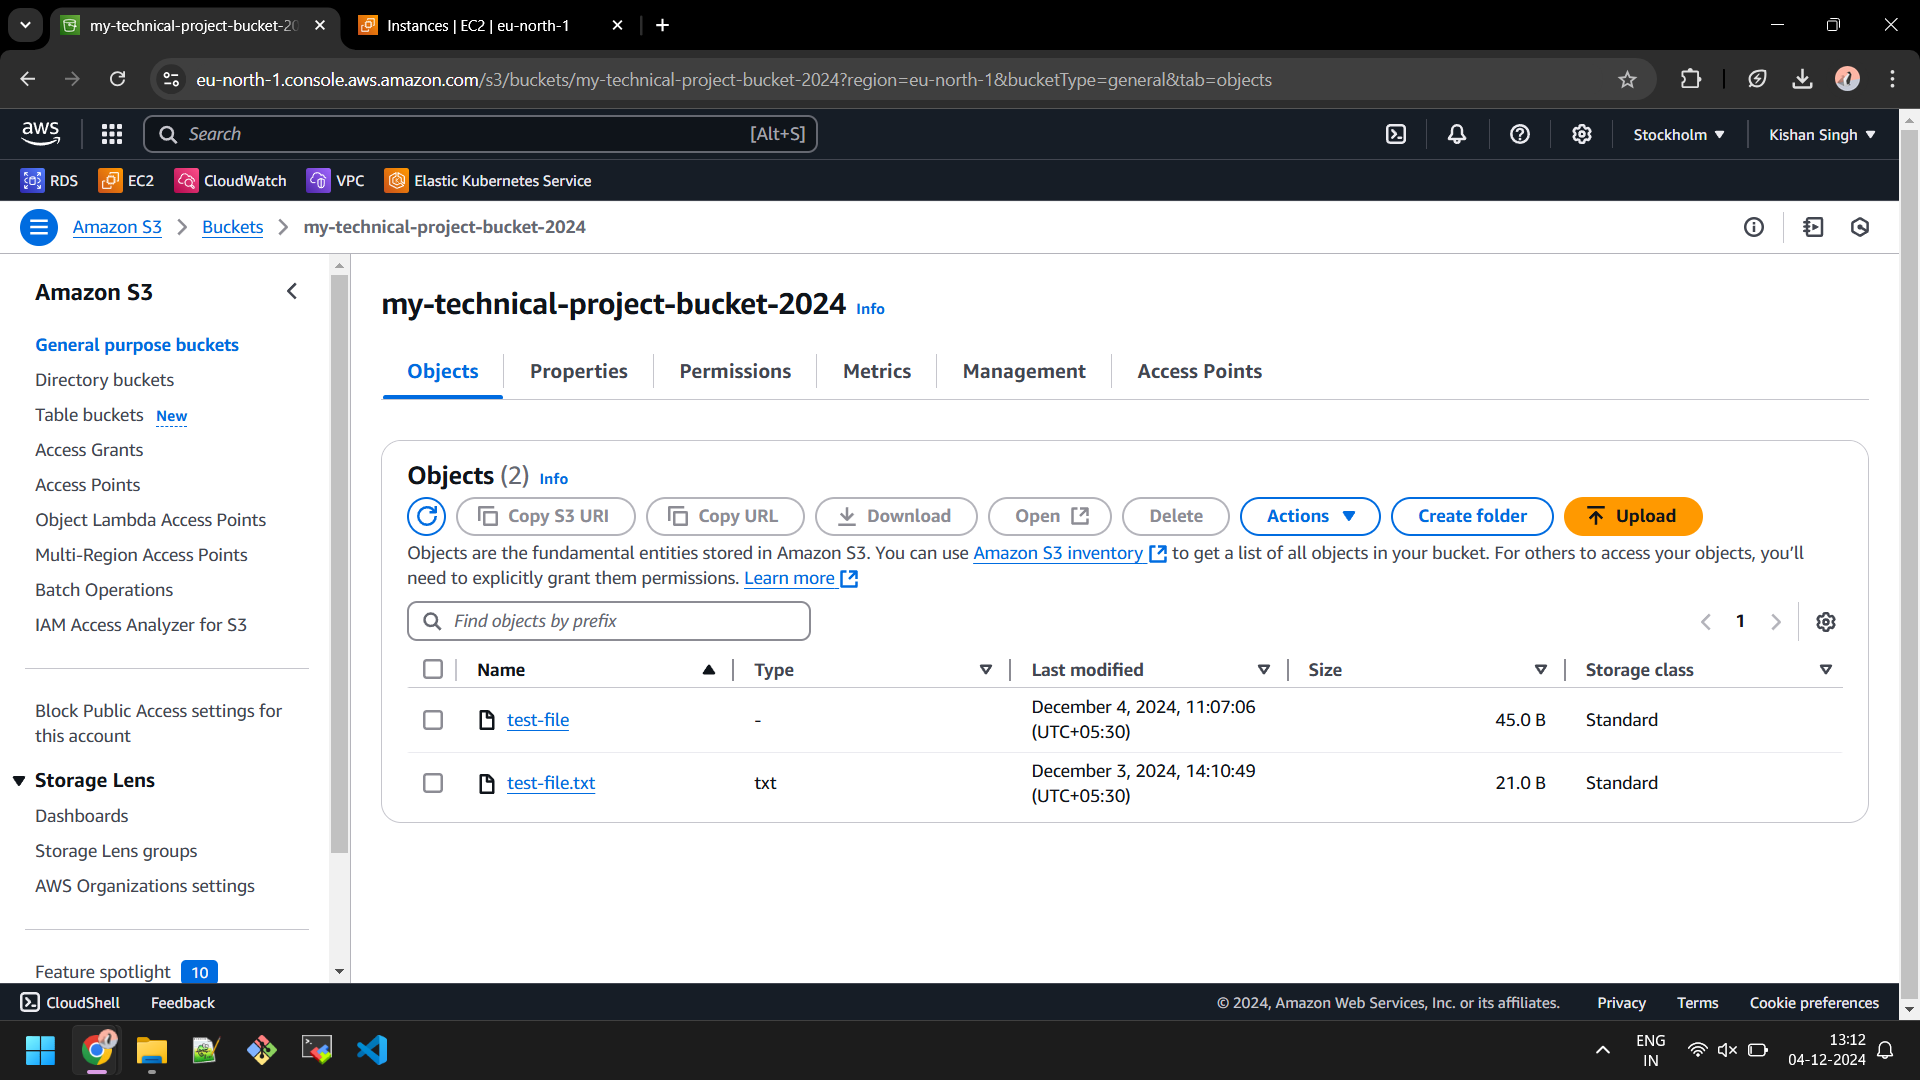 my-technical-project-bucket-20
Instances | EC2 | eu-north-1
eu-north-1.console.aws.amazon.com/s3/buckets/my-technical-project-bucket-2024?region=eu-north-1&bucketType=general&tab=objects
aws
Search
[Alt+S]
Stockholm
Kishan Singh
RDS
EC2
CloudWatch
VPC
Elastic Kubernetes Service
Amazon S3
Buckets
my-technical-project-bucket-2024
Amazon S3
General purpose buckets
Directory buckets
Table buckets New
Access Grants
Access Points
Object Lambda Access Points
Multi-Region Access Points
Batch Operations
IAM Access Analyzer for S3
Block Public Access settings for
this account
Storage Lens
Dashboards
Storage Lens groups
AWS Organizations settings
Feature spotlight 10
my-technical-project-bucket-2024 Info
Objects
Properties
Permissions
Metrics
Management
Access Points
Objects (2) Info
Copy S3 URI
Copy URL
Download
Open
Delete
Actions
Create folder
Upload
Objects are the fundamental entities stored in Amazon S3. You can use Amazon S3 inventory to get a list of all objects in your bucket. For others to access your objects, you’ll
need to explicitly grant them permissions. Learn more
Find objects by prefix
1
Name
Type
Last modified
Size
Storage class
test-file
-
December 4, 2024, 11:07:06
(UTC+05:30)
45.0 B
Standard
test-file.txt
txt
December 3, 2024, 14:10:49
(UTC+05:30)
21.0 B
Standard
CloudShell
Feedback
© 2024, Amazon Web Services, Inc. or its affiliates.
Privacy
Terms
Cookie preferences
ENG
IN
13:12
04-12-2024